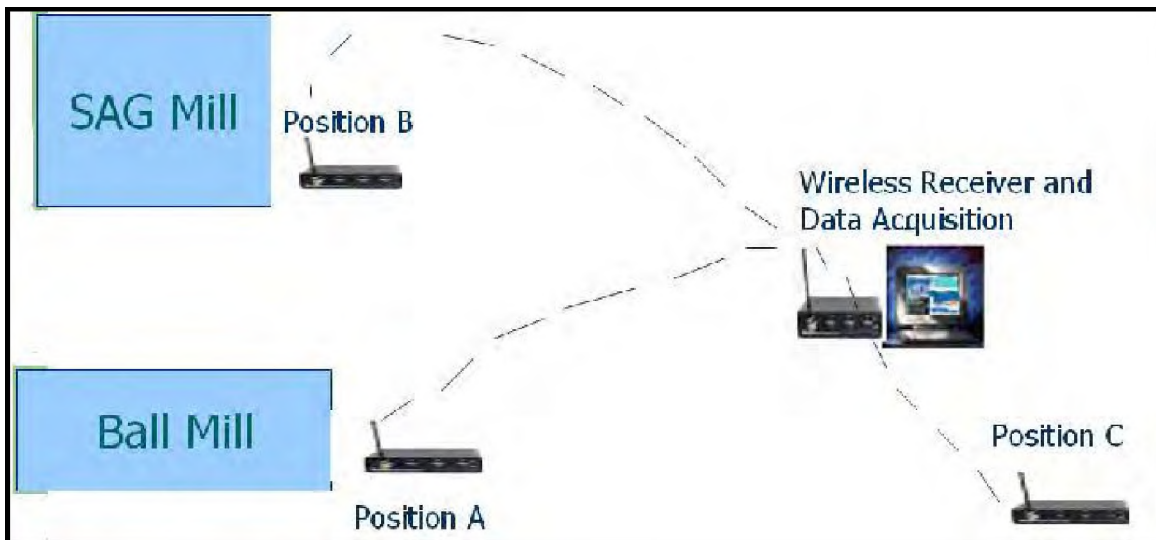 SAG Mill
Position B
Wireless Receiver and
Data Acquisition
Ball Mill
Position A
Position C